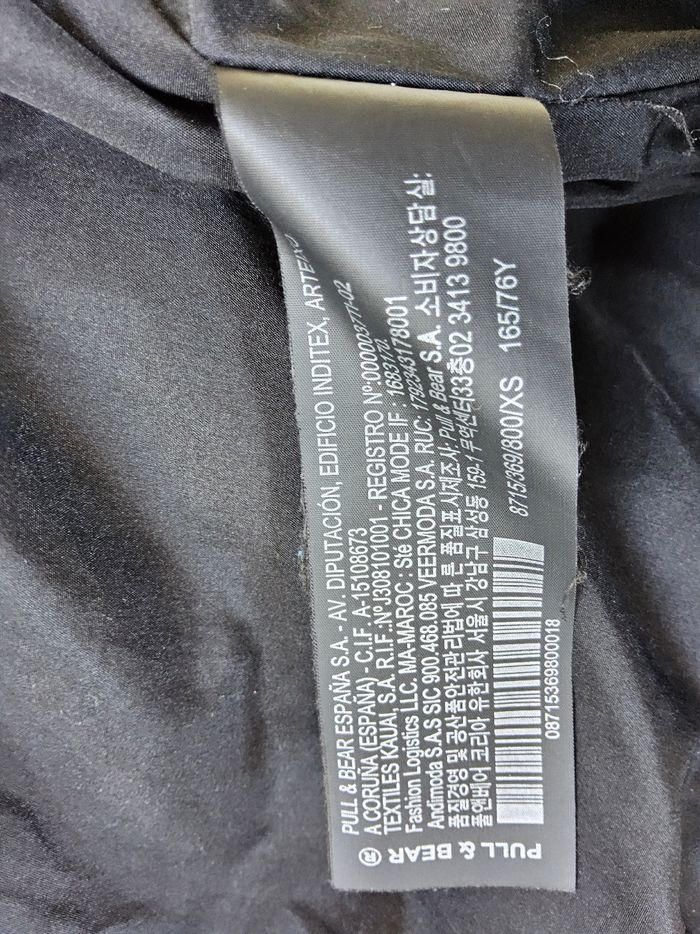 PULL & BEAR ®
PULL & BEAR ESPAÑA S.A. - AV. DIPUTACIÓN, EDIFICIO INDITEX,
A CORUÑA (ESPAÑA) - C.I.F. A-15108673
TEXTILES KAUAI, S.A. R.I.F.:Nº J308101001 - REGISTRO Nº:000003/11-02
Fashion Logistics LLC. MA-MAROC : Sté CHICA MODE IF :
Andimoda S.A.S SIC 900.468.085 VEERMODA S.A. RUC: 1792343178001
품질경영 및 공산품안전관리법에 따른 품질표시제조사: Pull & Bear S.A. 소비자상담실:
풀앤베어 코리아 유한회사 서울시 강남구 삼성동 159-1 무역센터33층02 3413 9800
08715369800018
8715/369/800/XS 165/76Y